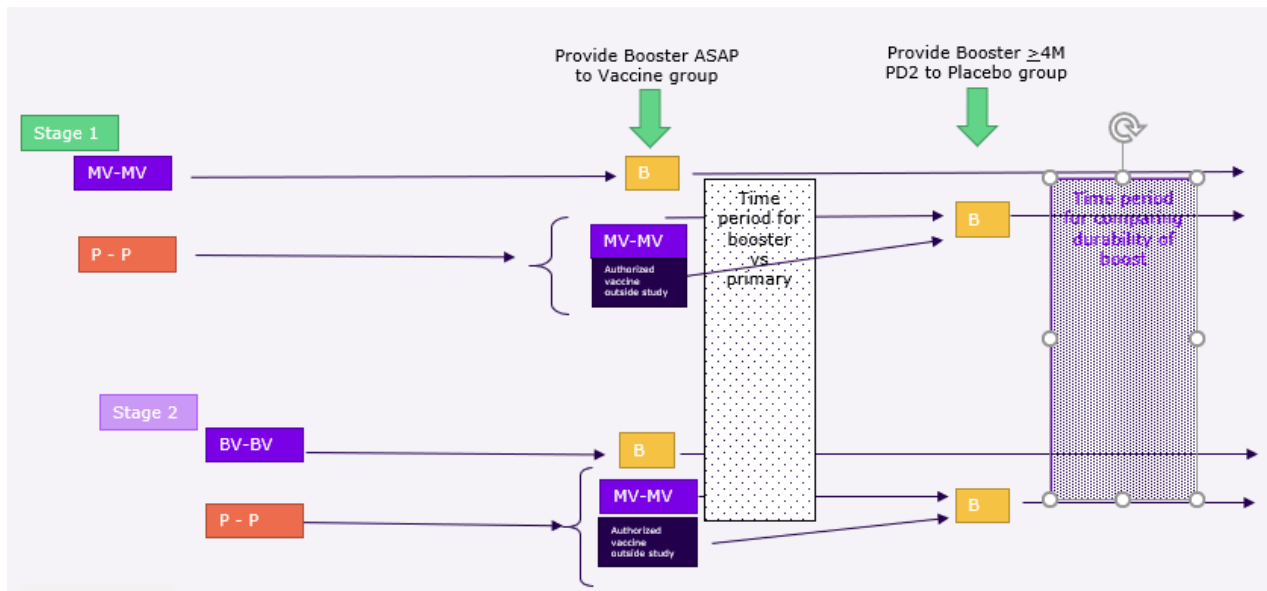 Provide Booster ASAP
to Vaccine group
Provide Booster ≥4M
PD2 to Placebo group
Stage 1
MV-MV
B
Time
period for
booster
vs
primary
Time period
for comparing
durability of
boost
P - P
MV-MV
Authorized
vaccine
outside study
B
Stage 2
BV-BV
B
P - P
MV-MV
Authorized
vaccine
outside study
B